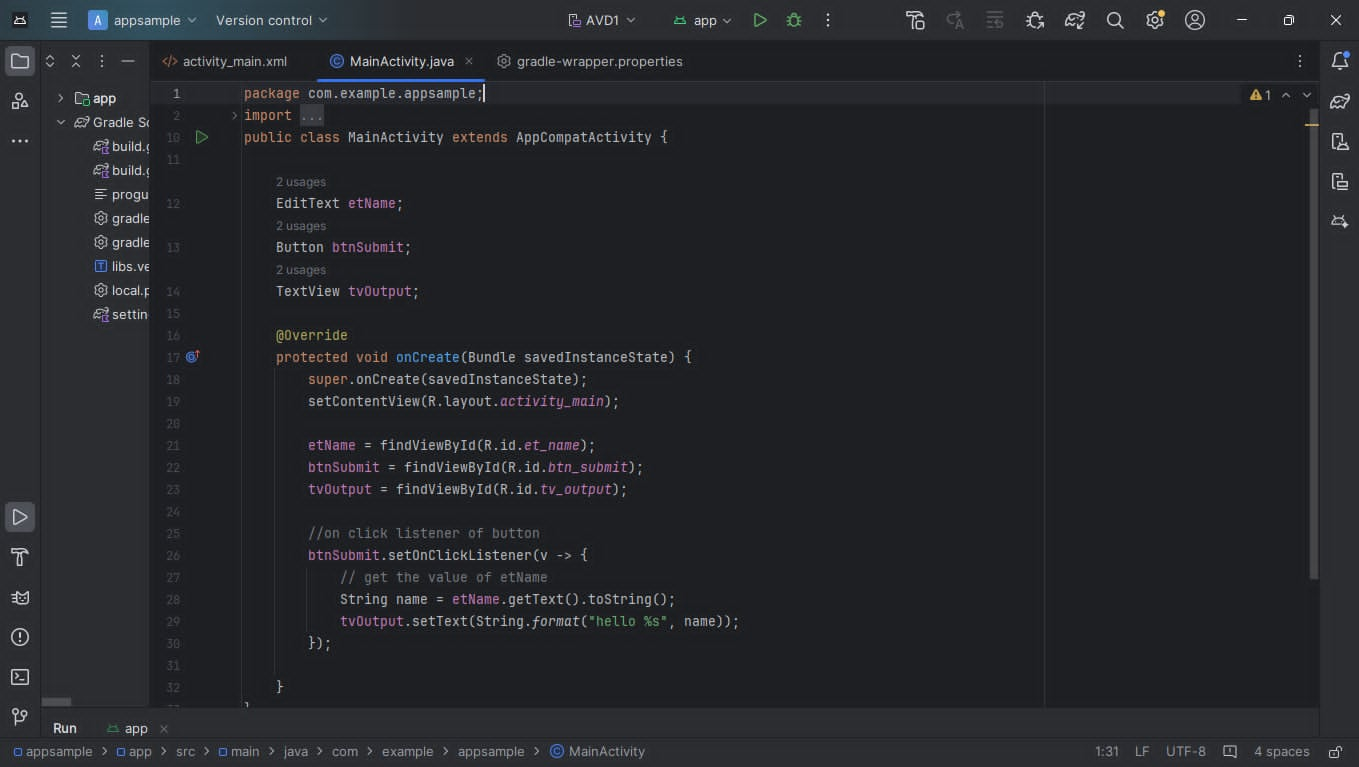 A appsample Version control AVD1 app
activity_main.xml MainActivity.java gradle-wrapper.properties
app
Gradle Sc
build.g
build.g
progu
gradle
gradle
libs.ve
local.p
settin
1 package com.example.appsample; 1
2 import ...
10 public class MainActivity extends AppCompatActivity {
11
2 usages
12 EditText etName;
2 usages
13 Button btnSubmit;
2 usages
14 TextView tvOutput;
15
16 @Override
17 protected void onCreate(Bundle savedInstanceState) {
18 super.onCreate(savedInstanceState);
19 setContentView(R.layout.activity_main);
20
21 etName = findViewById(R.id.et_name);
22 btnSubmit = findViewById(R.id.btn_submit);
23 tvOutput = findViewById(R.id.tv_output);
24
25 //on click listener of button
26 btnSubmit.setOnClickListener(v -> {
27 // get the value of etName
28 String name = etName.getText().toString();
29 tvOutput.setText(String.format("hello %s", name));
30 });
31
32 }
Run app
appsample > app > src > main > java > com > example > appsample > MainActivity 1:31 LF UTF-8 4 spaces